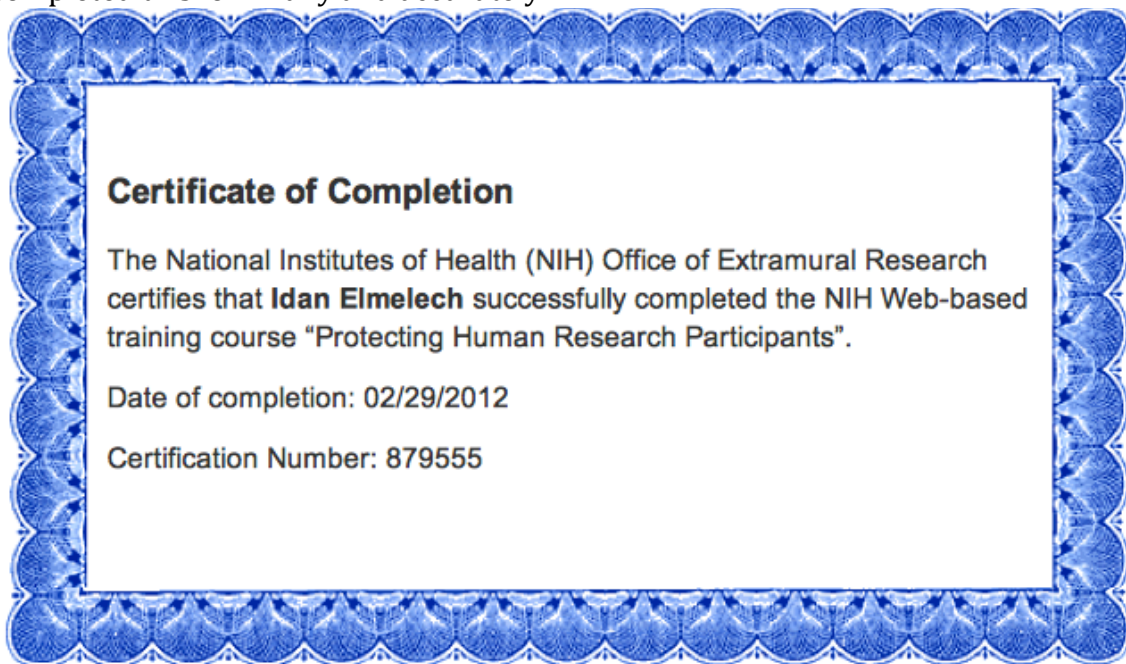 Certificate of Completion
The National Institutes of Health (NIH) Office of Extramural Research
certifies that Idan Elmelech successfully completed the NIH Web-based
training course “Protecting Human Research Participants”.
Date of completion: 02/29/2012
Certification Number: 879555